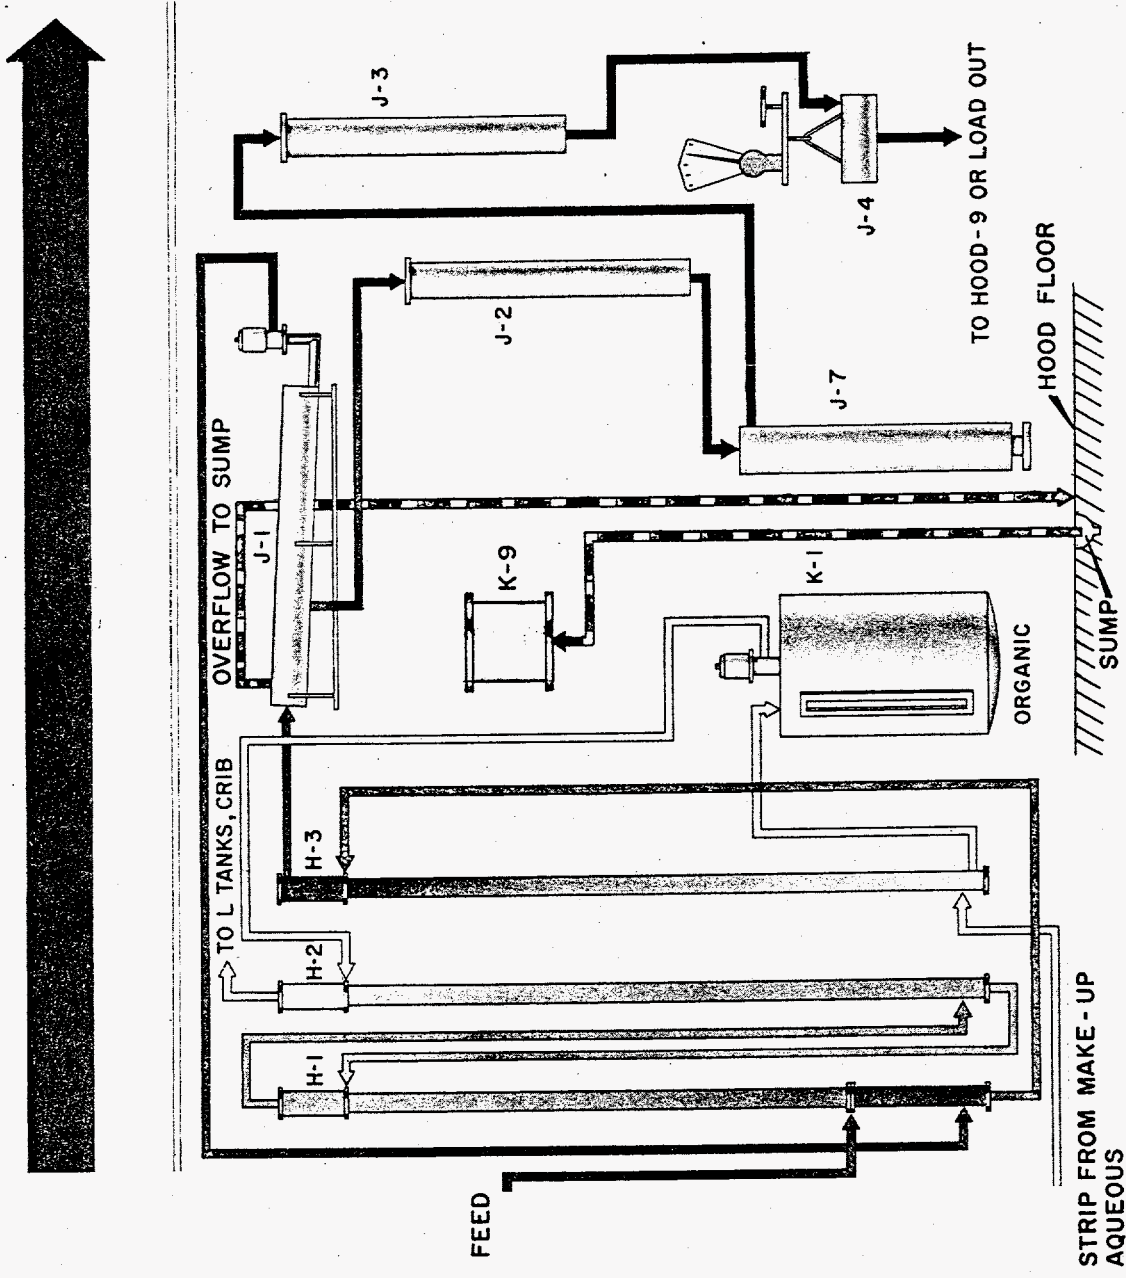 FEED
STRIP FROM MAKE-UP
AQUEOUS
H-1
H-2
TO L TANKS, CRIB
H-3
ORGANIC
K-1
SUMP
K-9
OVERFLOW TO SUMP
J-1
J-7
HOOD FLOOR
J-2
J-4
TO HOOD-9 OR LOAD OUT
J-3